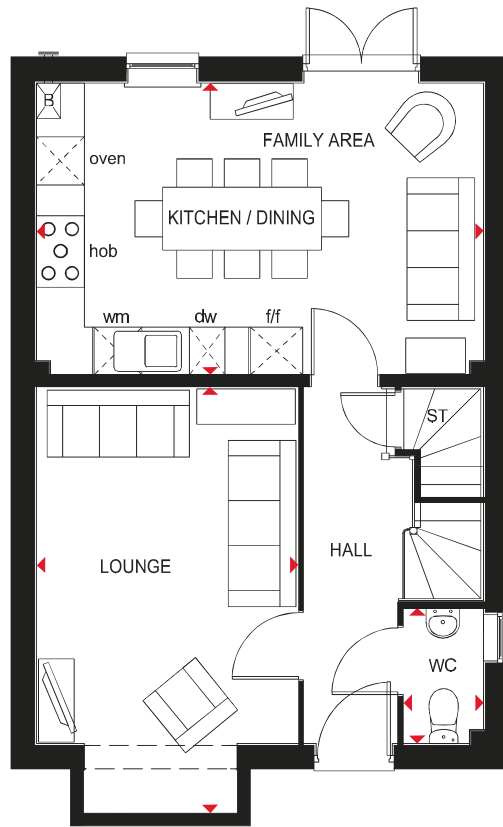 B
FAMILY AREA
oven
KITCHEN / DINING
hob
wm
dw
f/f
ST
HALL
LOUNGE
WC